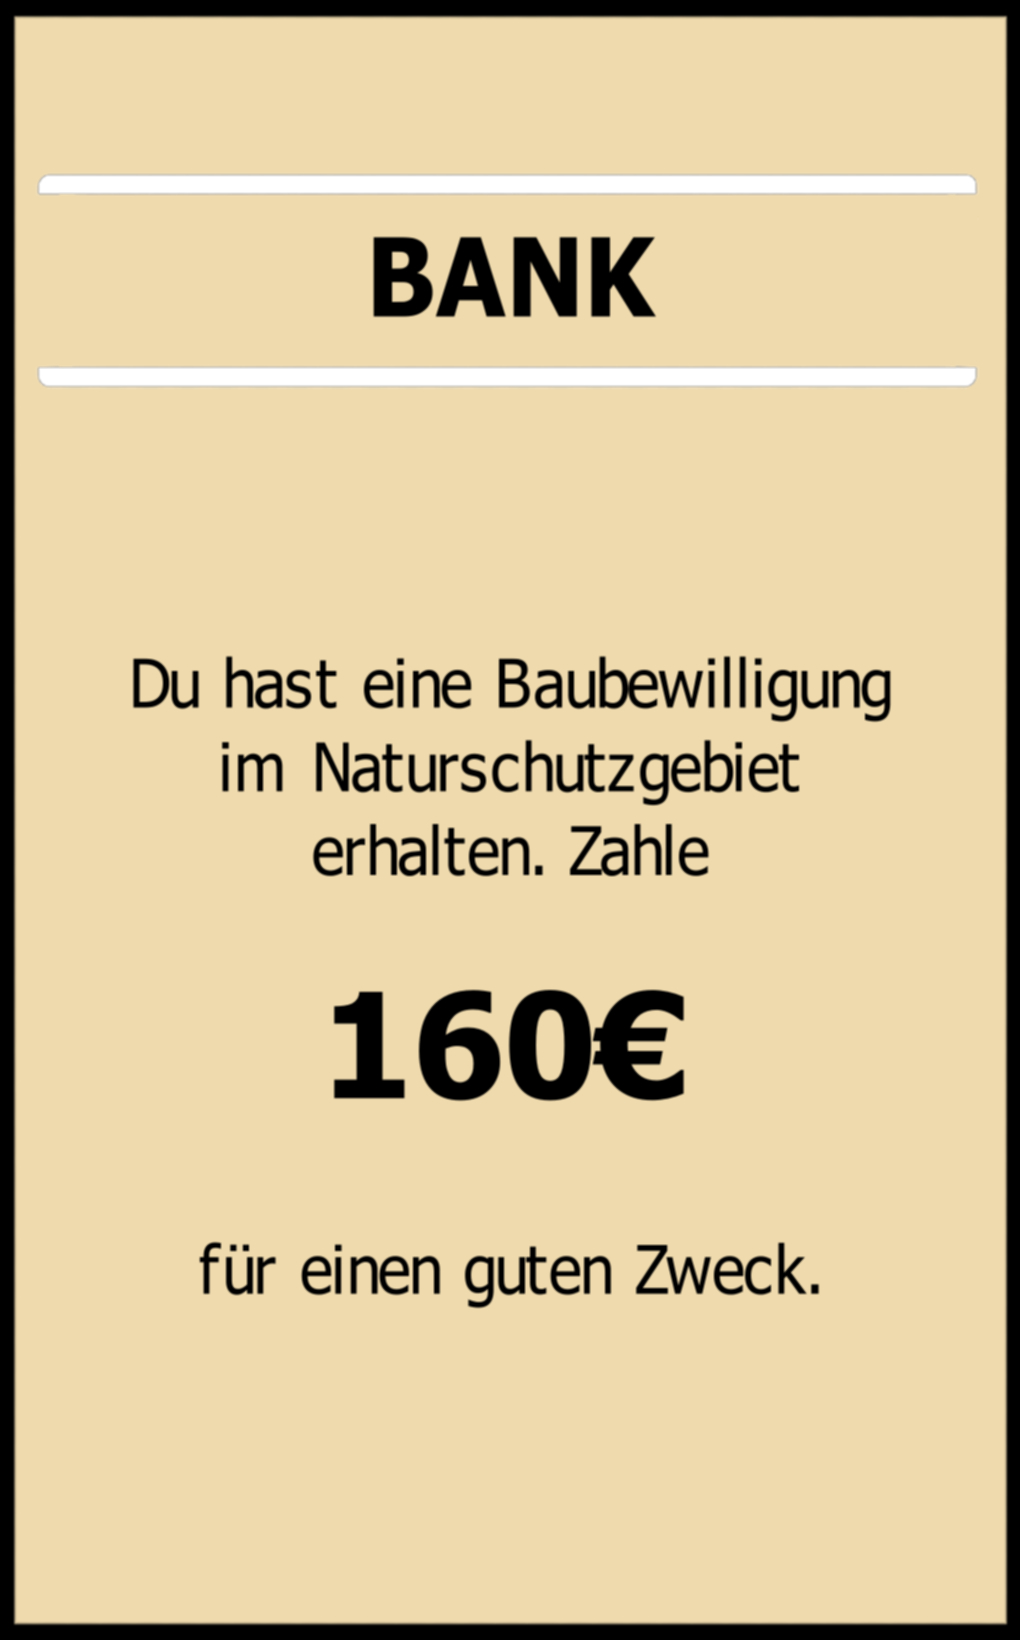 BANK
Du hast eine Baubewilligung
im Naturschutzgebiet
erhalten. Zahle
160€
für einen guten Zweck.